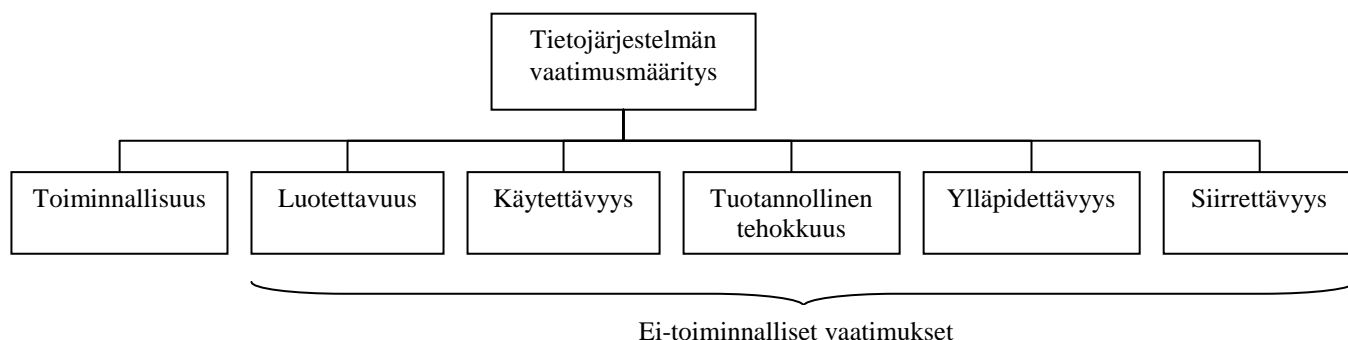 Tietojärjestelmän
vaatimusmääritys
Toiminnallisuus
Luotettavuus
Käytettävyys
Tuotannollinen
tehokkuus
Ylläpidettävyys
Siirrettävyys
Ei-toiminnalliset vaatimukset